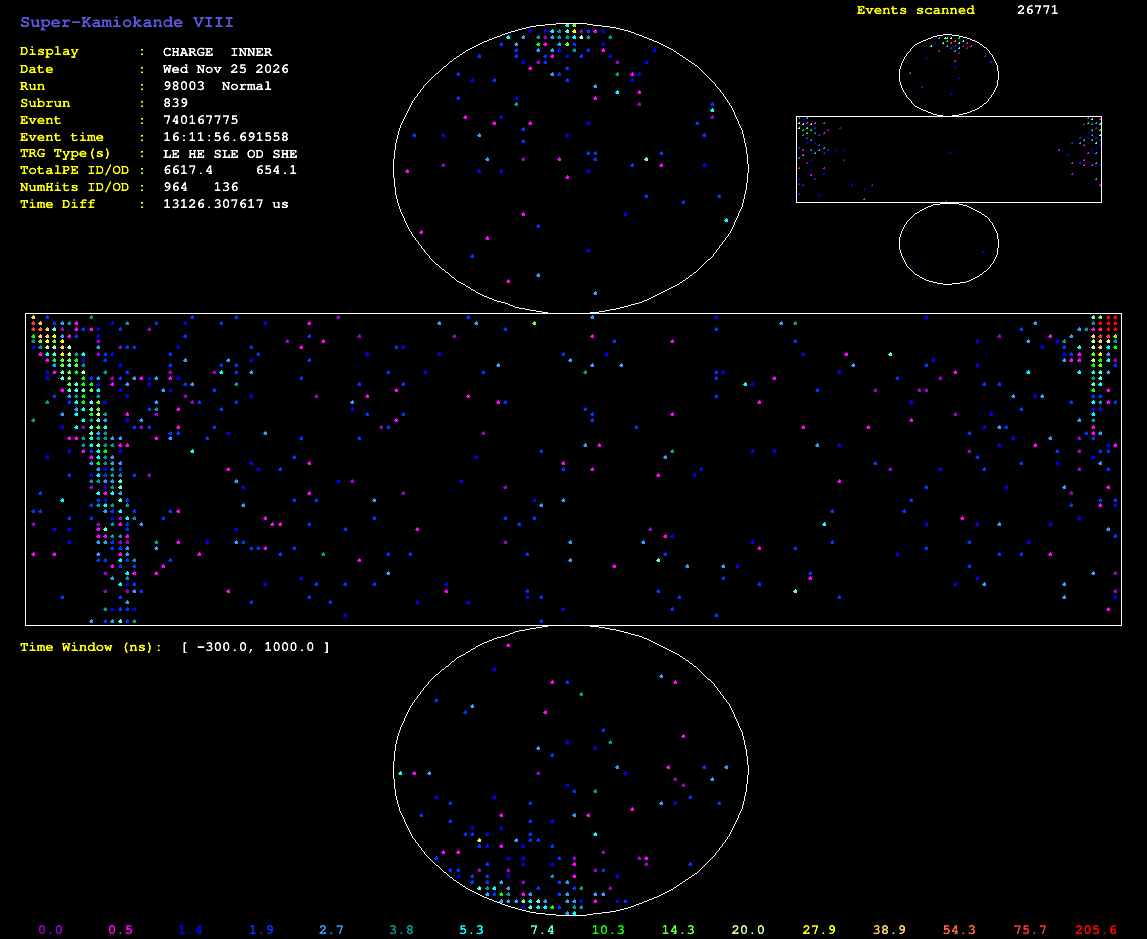 Super-Kamiokande VIII
Events scanned 26771
Display : CHARGE INNER
Date : Wed Nov 25 2026
Run : 98003 Normal
Subrun : 839
Event : 740167775
Event time : 16:11:56.691558
TRG Type(s) : LE HE SLE OD SHE
TotalPE ID/OD : 6617.4 654.1
NumHits ID/OD : 964 136
Time Diff : 13126.307617 us
Time Window (ns): [ -300.0, 1000.0 ]
0.0 0.5 1.4 1.9 2.7 3.8 5.3 7.4 10.3 14.3 20.0 27.9 38.9 54.3 75.7 205.6